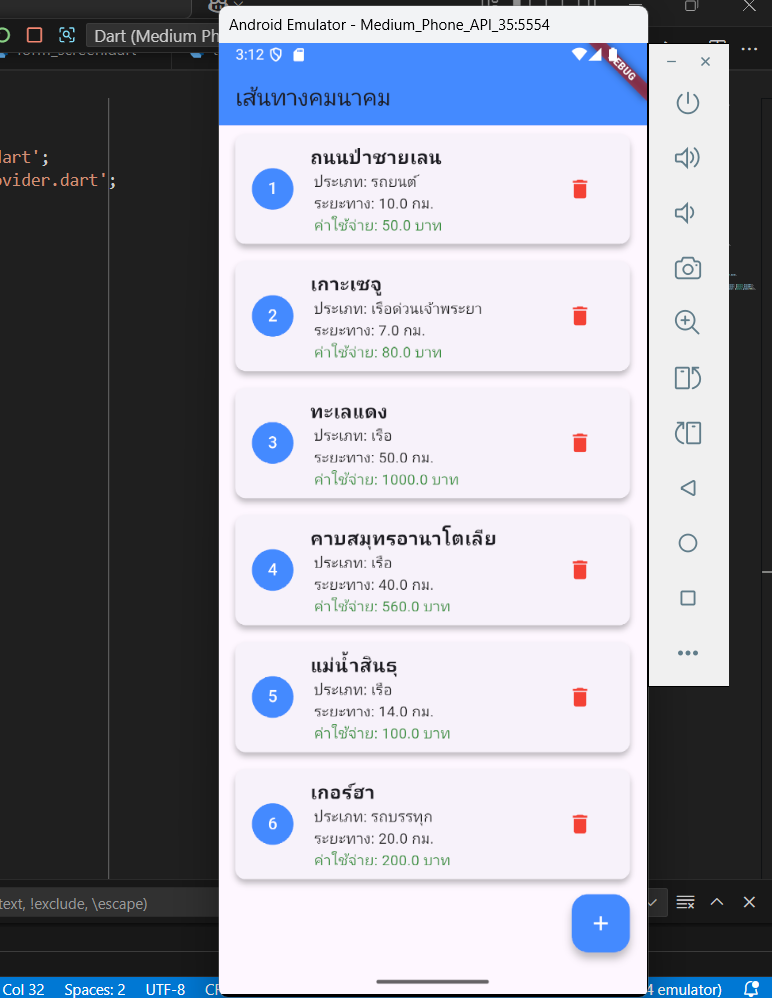 Android Emulator - Medium_Phone_API_35:5554
Dart (Medium Ph
3:12
DEBUG
เส้นทางคมนาคม
dart';
ovider.dart';
1
ถนนป่าชายเลน
ประเภท: รถยนต์
ระยะทาง: 10.0 กม.
ค่าใช้จ่าย: 50.0 บาท
2
เกาะเชจู
ประเภท: เรือด่วนเจ้าพระยา
ระยะทาง: 7.0 กม.
ค่าใช้จ่าย: 80.0 บาท
3
ทะเลแดง
ประเภท: เรือ
ระยะทาง: 50.0 กม.
ค่าใช้จ่าย: 1000.0 บาท
4
คาบสมุทรอานาโตเลีย
ประเภท: เรือ
ระยะทาง: 40.0 กม.
ค่าใช้จ่าย: 560.0 บาท
5
แม่น้ำสินธุ
ประเภท: เรือ
ระยะทาง: 14.0 กม.
ค่าใช้จ่าย: 100.0 บาท
6
เกอร์ฮา
ประเภท: รถบรรทุก
ระยะทาง: 20.0 กม.
ค่าใช้จ่าย: 200.0 บาท
+
text, !exclude, \escape)
Col 32 Spaces: 2 UTF-8 4 emulator)